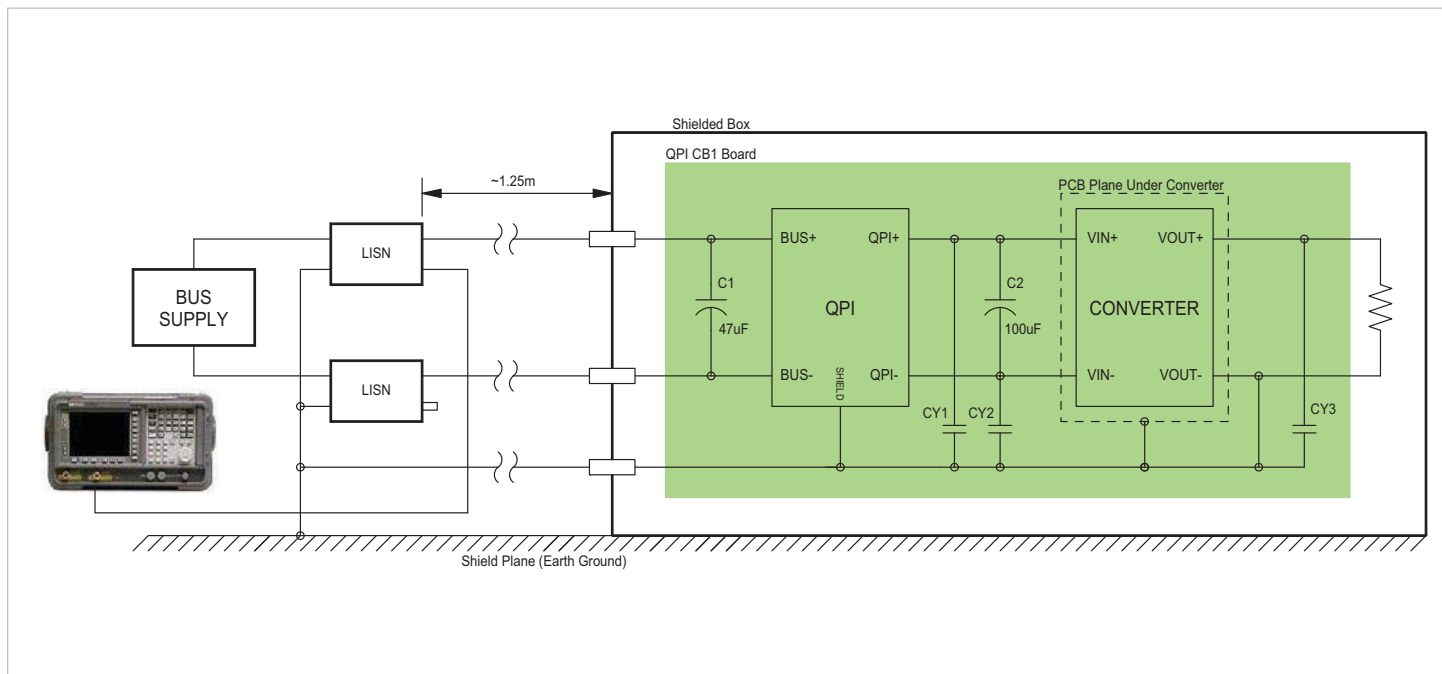 Shielded Box
QPI CB1 Board
~1.25m
PCB Plane Under Converter
LISN
BUS+
QPI+
VIN+
VOUT+
C1
C2
BUS
SUPPLY
QPI
CONVERTER
47uF
100uF
LISN
BUS-
SHIELD
QPI-
VIN-
VOUT-
CY1
CY2
CY3
Shield Plane (Earth Ground)